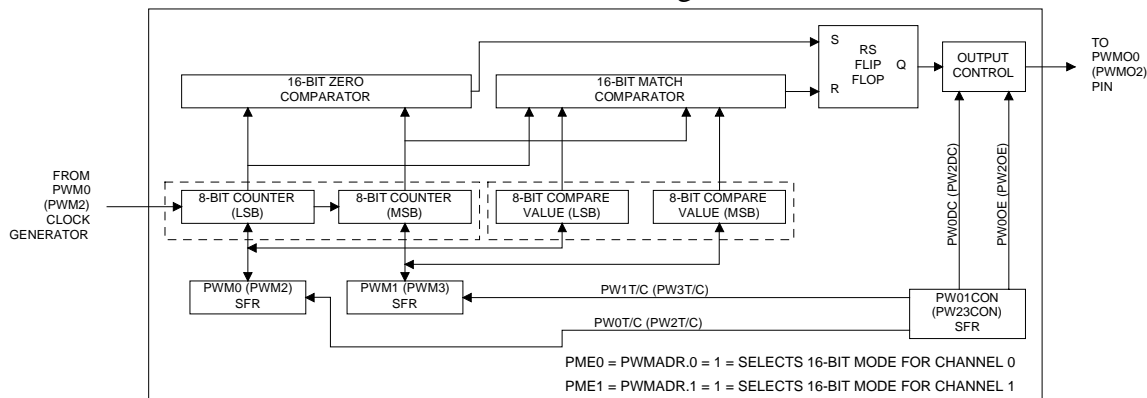 S
RS
FLIP
FLOP
Q
R
OUTPUT
CONTROL
TO
PWMO0
(PWMO2)
PIN
16-BIT ZERO
COMPARATOR
16-BIT MATCH
COMPARATOR
FROM
PWM0
(PWM2)
CLOCK
GENERATOR
8-BIT COUNTER
(LSB)
8-BIT COUNTER
(MSB)
8-BIT COMPARE
VALUE (LSB)
8-BIT COMPARE
VALUE (MSB)
PW0DC (PW2DC)
PW0OE (PW2OE)
PWM0 (PWM2)
SFR
PWM1 (PWM3)
SFR
PW1T/C (PW3T/C)
PW0T/C (PW2T/C)
PW01CON
(PW23CON)
SFR
PME0 = PWMADR.0 = 1 = SELECTS 16-BIT MODE FOR CHANNEL 0
PME1 = PWMADR.1 = 1 = SELECTS 16-BIT MODE FOR CHANNEL 1